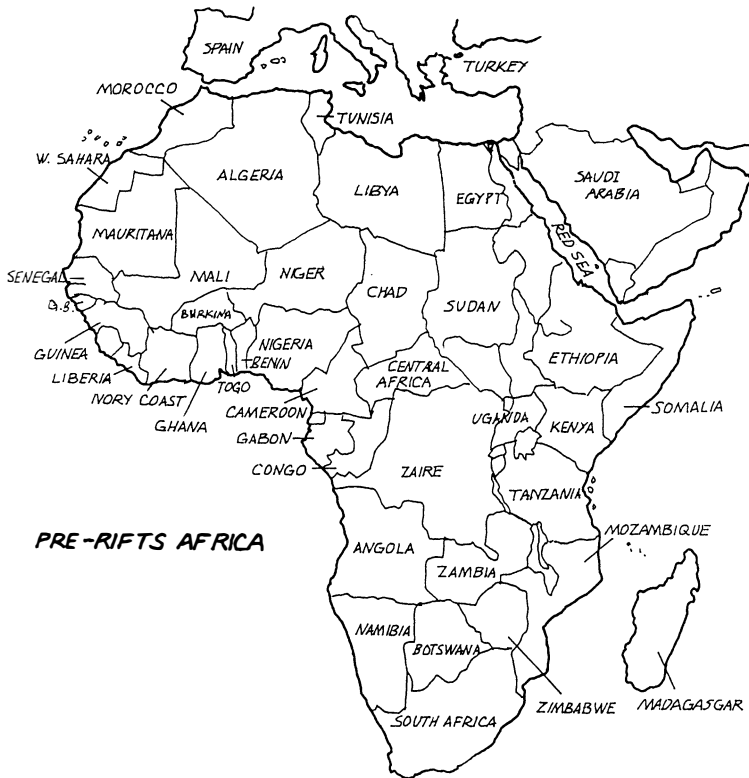 SPAIN
TURKEY
MOROCCO
TUNISIA
W. SAHARA
ALGERIA
LIBYA
EGYPT
SAUDI
ARABIA
RED SEA
MAURITANA
SENEGAL
MALI
NIGER
CHAD
SUDAN
G.B.
BURKINA
GUINEA
NIGERIA
BENIN
ETHIOPIA
LIBERIA
TOGO
CENTRAL
AFRICA
IVORY COAST
CAMEROON
GHANA
UGANDA
KENYA
SOMALIA
GABON
CONGO
ZAIRE
TANZANIA
PRE-RIFTS AFRICA
MOZAMBIQUE
ANGOLA
ZAMBIA
NAMIBIA
BOTSWANA
ZIMBABWE
MADAGASGAR
SOUTH AFRICA